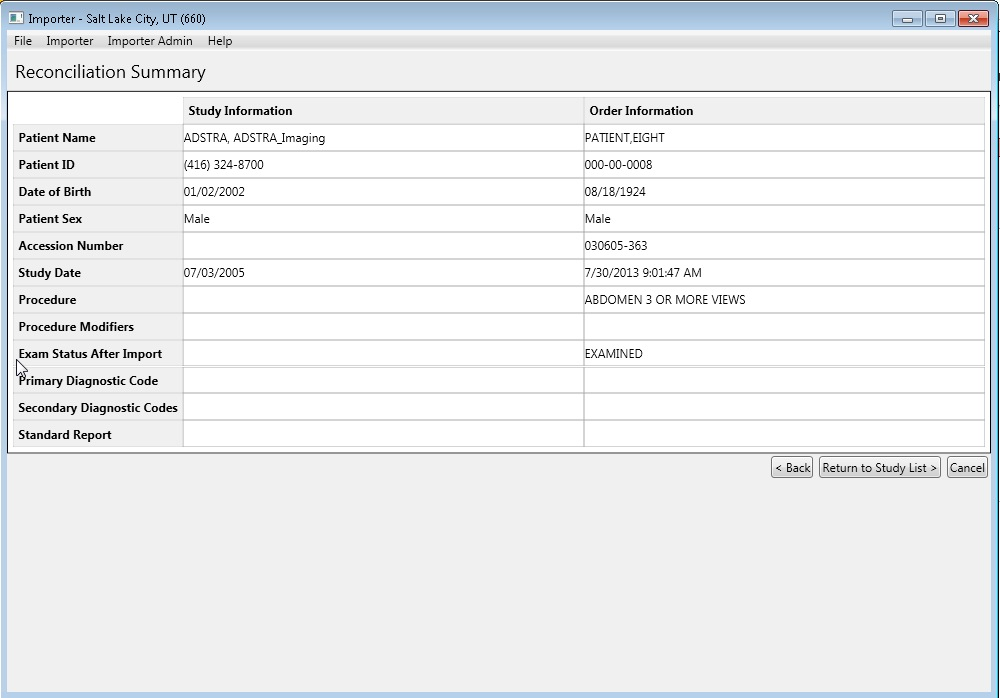 Importer - Salt Lake City, UT (660)
File Importer Importer Admin Help
Reconciliation Summary
Study Information Order Information
Patient Name ADSTRA, ADSTRA_Imaging PATIENT,EIGHT
Patient ID (416) 324-8700 000-00-0008
Date of Birth 01/02/2002 08/18/1924
Patient Sex Male Male
Accession Number 030605-363
Study Date 07/03/2005 7/30/2013 9:01:47 AM
Procedure ABDOMEN 3 OR MORE VIEWS
Procedure Modifiers
Exam Status After Import EXAMINED
Primary Diagnostic Code
Secondary Diagnostic Codes
Standard Report
< Back Return to Study List > Cancel